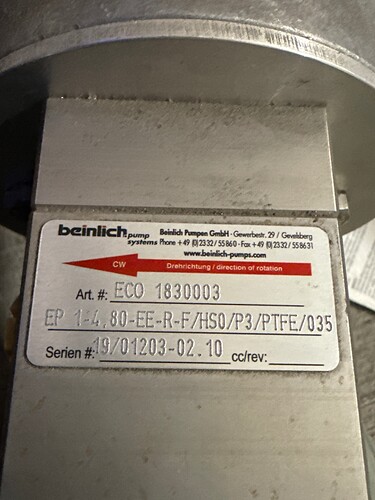 beinlich pump systems
Beinlich Pumpen GmbH - Gewerbestr. 29 / Gevelsberg
Phone +49 (0)2332 / 55860 - Fax +49 (0)2332 / 558631
www.beinlich-pumps.com
CW Drehrichtung / direction of rotation
Art. #: ECO 1830003
EP 1-4,80-EE-R-F/HS0/P3/PTFE/035
Serien #: 19/01203-02.10 cc/rev: